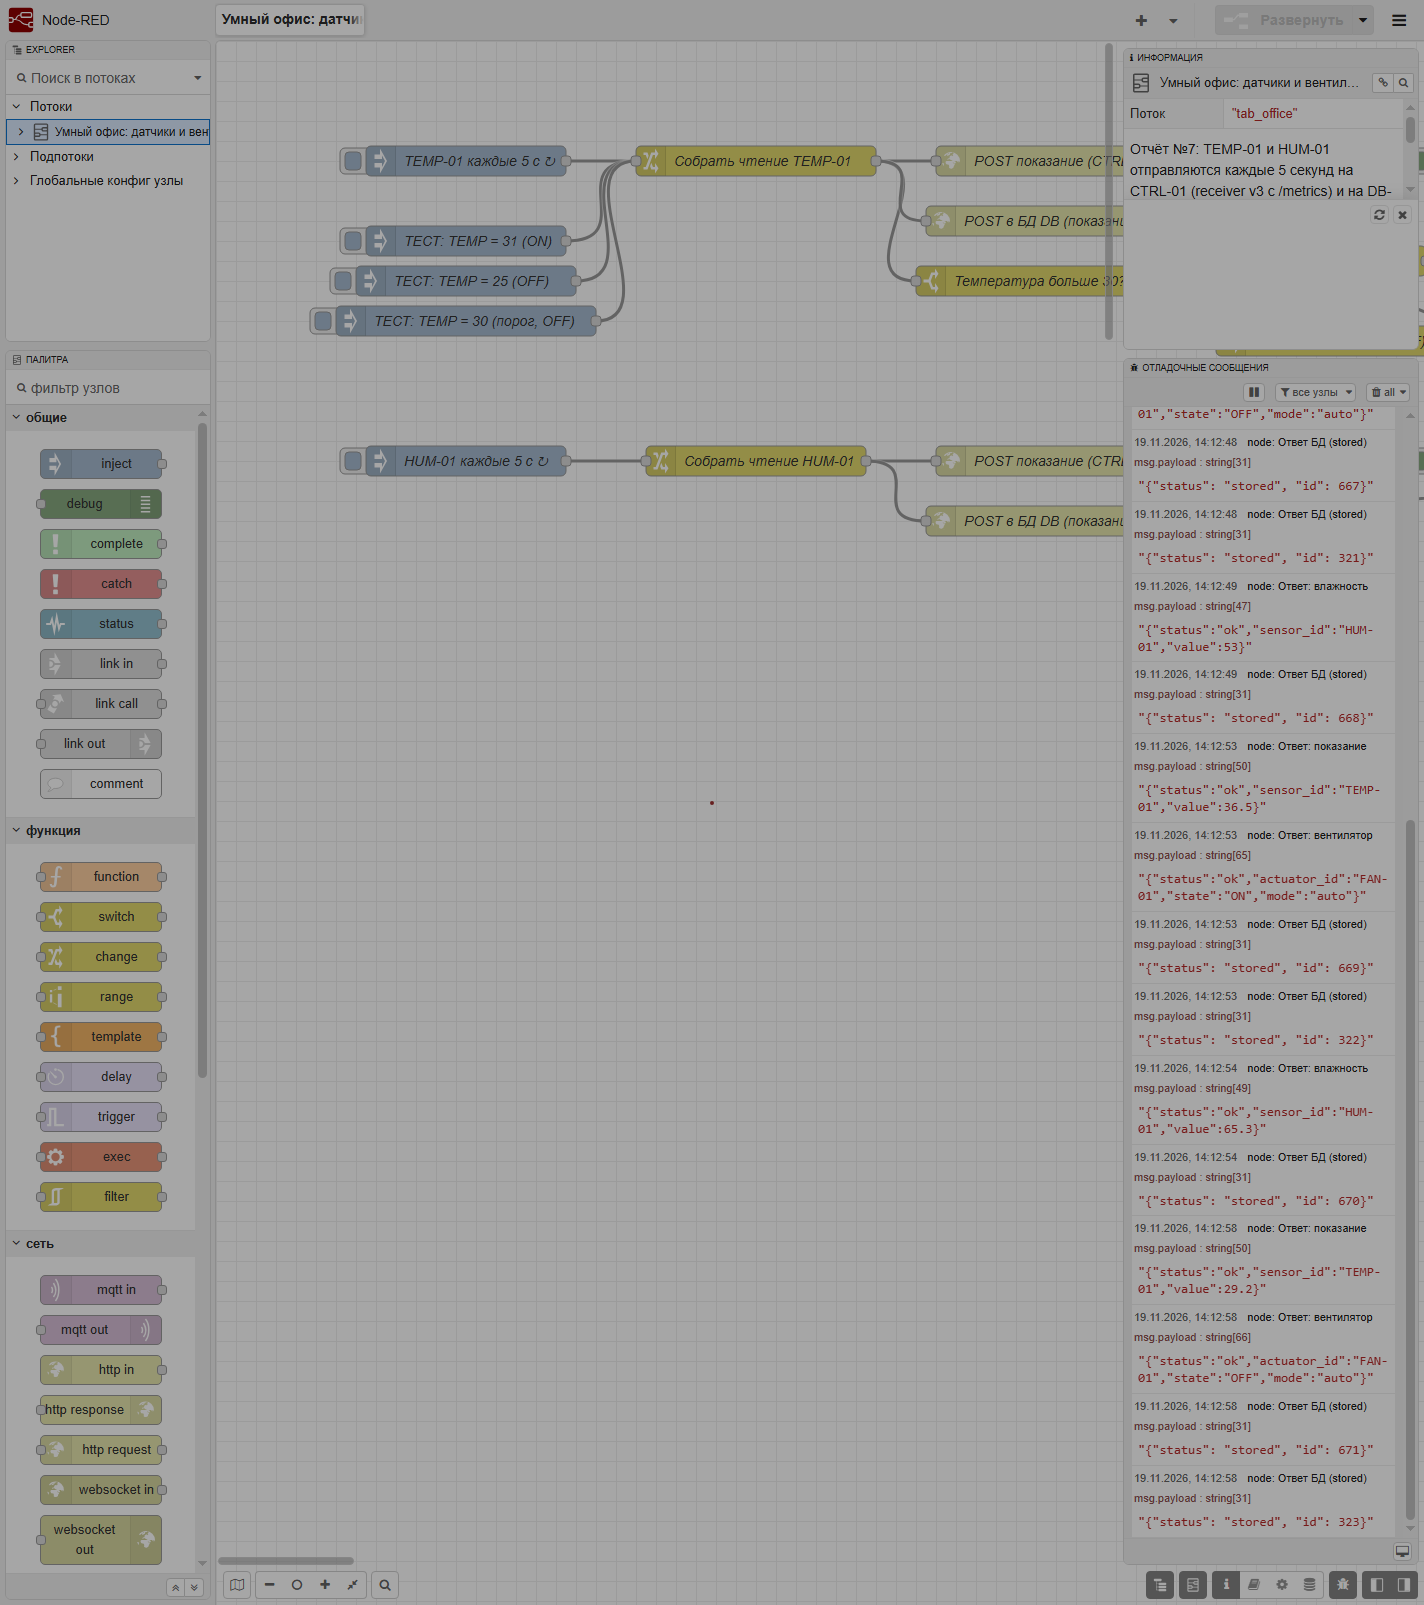 Node-RED
Умный офис: датчи
Развернуть
EXPLORER
Поиск в потоках
Потоки
Умный офис: датчики и вен
Подпотоки
Глобальные конфиг узлы
ПАЛИТРА
фильтр узлов
общие
inject
debug
complete
catch
status
link in
link call
link out
comment
функция
function
switch
change
range
template
delay
trigger
exec
filter
сеть
mqtt in
mqtt out
http in
http response
http request
websocket in
websocket
out
TEMP-01 каждые 5 с ↻
Собрать чтение TEMP-01
POST показание (CTRL
ТЕСТ: TEMP = 31 (ON)
POST в БД DB (показани
ТЕСТ: TEMP = 25 (OFF)
Температура больше 30?
ТЕСТ: TEMP = 30 (порог, OFF)
HUM-01 каждые 5 с ↻
Собрать чтение HUM-01
POST показание (CTRL
POST в БД DB (показани
ИНФОРМАЦИЯ
Умный офис: датчики и вентил...
Поток
"tab_office"
Отчёт №7: TEMP-01 и HUM-01
отправляются каждые 5 секунд на
CTRL-01 (receiver v3 с /metrics) и на DB-
ОТЛАДОЧНЫЕ СООБЩЕНИЯ
все узлы
all
01","state":"OFF","mode":"auto"}"
19.11.2026, 14:12:48 node: Ответ БД (stored)
msg.payload : string[31]
"{"status": "stored", "id": 667}"
19.11.2026, 14:12:48 node: Ответ БД (stored)
msg.payload : string[31]
"{"status": "stored", "id": 321}"
19.11.2026, 14:12:49 node: Ответ: влажность
msg.payload : string[47]
"{"status":"ok","sensor_id":"HUM-
01","value":53}"
19.11.2026, 14:12:49 node: Ответ БД (stored)
msg.payload : string[31]
"{"status": "stored", "id": 668}"
19.11.2026, 14:12:53 node: Ответ: показание
msg.payload : string[50]
"{"status":"ok","sensor_id":"TEMP-
01","value":36.5}"
19.11.2026, 14:12:53 node: Ответ: вентилятор
msg.payload : string[65]
"{"status":"ok","actuator_id":"FAN-
01","state":"ON","mode":"auto"}"
19.11.2026, 14:12:53 node: Ответ БД (stored)
msg.payload : string[31]
"{"status": "stored", "id": 669}"
19.11.2026, 14:12:53 node: Ответ БД (stored)
msg.payload : string[31]
"{"status": "stored", "id": 322}"
19.11.2026, 14:12:54 node: Ответ: влажность
msg.payload : string[49]
"{"status":"ok","sensor_id":"HUM-
01","value":65.3}"
19.11.2026, 14:12:54 node: Ответ БД (stored)
msg.payload : string[31]
"{"status": "stored", "id": 670}"
19.11.2026, 14:12:58 node: Ответ: показание
msg.payload : string[50]
"{"status":"ok","sensor_id":"TEMP-
01","value":29.2}"
19.11.2026, 14:12:58 node: Ответ: вентилятор
msg.payload : string[66]
"{"status":"ok","actuator_id":"FAN-
01","state":"OFF","mode":"auto"}"
19.11.2026, 14:12:58 node: Ответ БД (stored)
msg.payload : string[31]
"{"status": "stored", "id": 671}"
19.11.2026, 14:12:58 node: Ответ БД (stored)
msg.payload : string[31]
"{"status": "stored", "id": 323}"